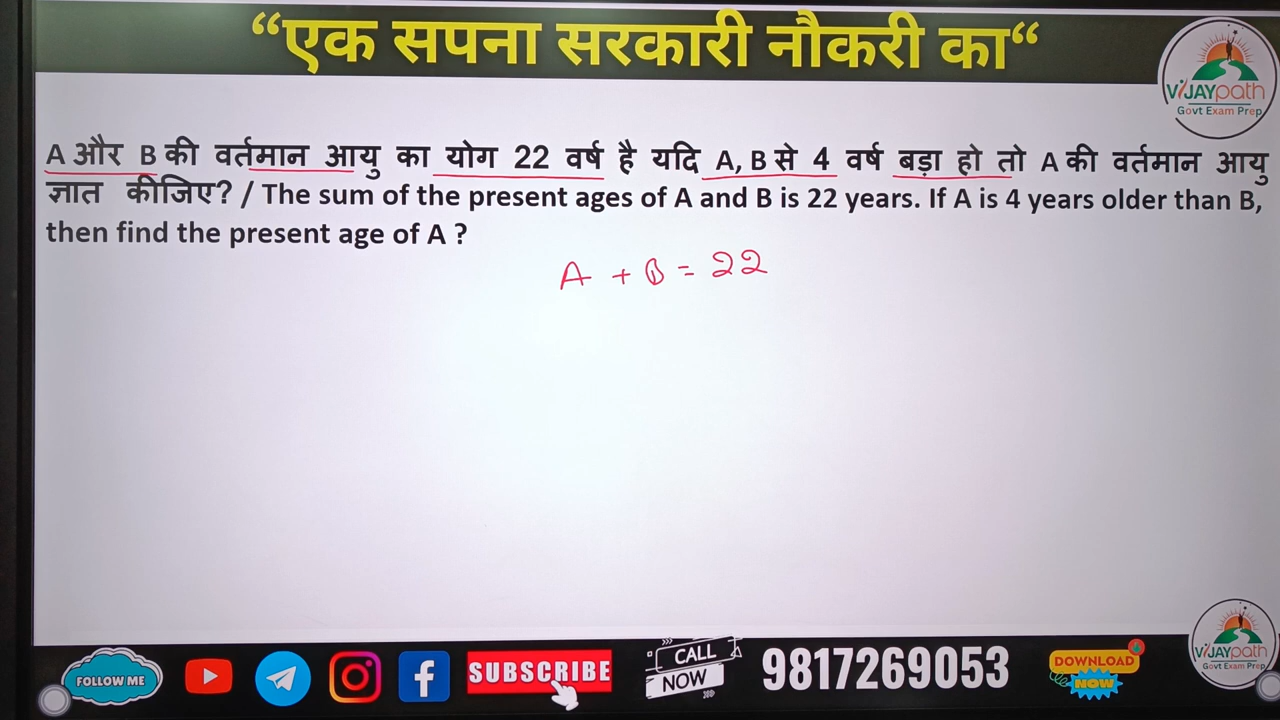 “एक सपना सरकारी नौकरी का“
ViJAYpath
Govt Exam Prep
A और B की वर्तमान आयु का योग 22 वर्ष है यदि A, B से 4 वर्ष बड़ा हो तो A की वर्तमान आयु
ज्ञात कीजिए? / The sum of the present ages of A and B is 22 years. If A is 4 years older than B,
then find the present age of A ?
A + B = 22
FOLLOW ME
SUBSCRIBE
CALL
NOW
9817269053
DOWNLOAD
NOW
ViJAYpath
Govt Exam Prep